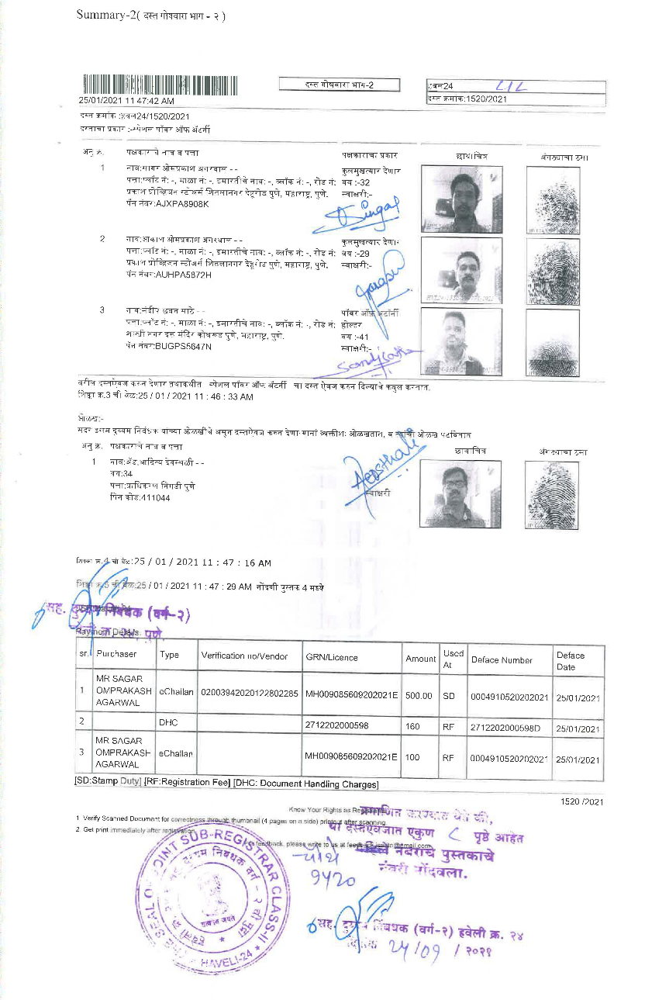 Summary-2( दस्त गोषवारा भाग - २ )
दस्त गोषवारा भाग-2
हवल24
दस्त क्रमांक:1520/2021
25/01/2021 11 47:42 AM
दस्त क्रमांक :हवल24/1520/2021
दस्ताचा प्रकार :-स्पेशल पॉवर ऑफ अॅटर्नी
अनु क्र. पक्षकाराचे नाव व पत्ता पक्षकाराचा प्रकार छायाचित्र अंगठ्याचा ठसा
1 नाव:सागर ओमप्रकाश अगरवाल - - कुलमुखत्यार देणार
पत्ता:प्लॉट नं: -, माळा नं: -, इमारतीचे नाव: -, ब्लॉक नं: -, रोड नं: वय :-32
प्रकाश प्रोव्हिजन स्टोअर्स शितलानगर देहूरोड पुणे, महाराष्ट्र, पुणे. स्वाक्षरी:-
पॅन नंबर:AJXPA8908K
2 नाव:आकाश ओमप्रकाश अगरवाल - - कुलमुखत्यार देणार
पत्ता:प्लॉट नं: -, माळा नं: -, इमारतीचे नाव: -, ब्लॉक नं: -, रोड नं: वय :-29
प्रकाश प्रोव्हिजन स्टोअर्स शितलानगर देहूरोड पुणे, महाराष्ट्र, पुणे. स्वाक्षरी:-
पॅन नंबर:AUHPA5872H
3 नाव:संदीप छबन साठे - - पॉवर ऑफ अॅटर्नी
पत्ता:प्लॉट नं: -, माळा नं: -, इमारतीचे नाव: -, ब्लॉक नं: -, रोड नं: होल्डर
शास्त्री नगर दत्त मंदिर कोथरूड पुणे, महाराष्ट्र, पुणे. वय :-41
पॅन नंबर:BUGPS5647N स्वाक्षरी:-
वरील दस्तऐवज करुन देणार तथाकथीत स्पेशल पॉवर ऑफ अॅटर्नी चा दस्त ऐवज करुन दिल्याचे कबुल करतात.
शिक्का क्र.3 ची वेळ:25 / 01 / 2021 11 : 46 : 33 AM
ओळख:-
सदर इसम दुय्यम निबंधक यांच्या ओळखीचे असुन दस्तऐवज करुन देणा-यानां व्यक्तीशः ओळखतात, व त्यांची ओळख पटवितात
अनु क्र. पक्षकाराचे नाव व पत्ता छायाचित्र अंगठ्याचा ठसा
1 नाव:अॅड.आदित्य देवस्थळी - -
वय:34
पत्ता:प्राधिकरण निगडी पुणे स्वाक्षरी
पिन कोड:411044
शिक्का क्र.4 ची वेळ:25 / 01 / 2021 11 : 47 : 16 AM
शिक्का क्र.5 ची वेळ:25 / 01 / 2021 11 : 47 : 29 AM नोंदणी पुस्तक 4 मध्ये
सह. दुय्यम निबंधक (वर्ग-२)
हवेली क्र. २४, पुणे.
Payment Details.
sr. Purchaser Type Verification no/Vendor GRN/Licence Amount Used At Deface Number Deface Date
1 MR SAGAR OMPRAKASH AGARWAL eChallan 02003942020122802285 MH009085609202021E 500.00 SD 0004910520202021 25/01/2021
2 DHC 2712202000598 160 RF 2712202000598D 25/01/2021
3 MR SAGAR OMPRAKASH AGARWAL eChallan MH009085609202021E 100 RF 0004910520202021 25/01/2021
[SD:Stamp Duty] [RF:Registration Fee] [DHC: Document Handling Charges]
1520 /2021
Know Your Rights as
1. Verify Scanned Document for correctness through thumbnail (4 pages on a side) printout after scanning.
2. Get print immediately after registration.
feedback, please write to us at
प्रमाणित करण्यात येते की,
या दस्तऐवजात एकुण ८ पृष्ठे आहेत
पहिले नंबराचे पुस्तकाचे
चौथे
नंबरी नोंदवला.
१५२०
THE SEAL OF JOINT SUB-REGISTRAR CLASS-II
HAVELI-24
सत्यमेव जयते
सह. दुय्यम निबंधक (वर्ग-२) हवेली क्र. २४
दिनांक २५/०१ / २०२१